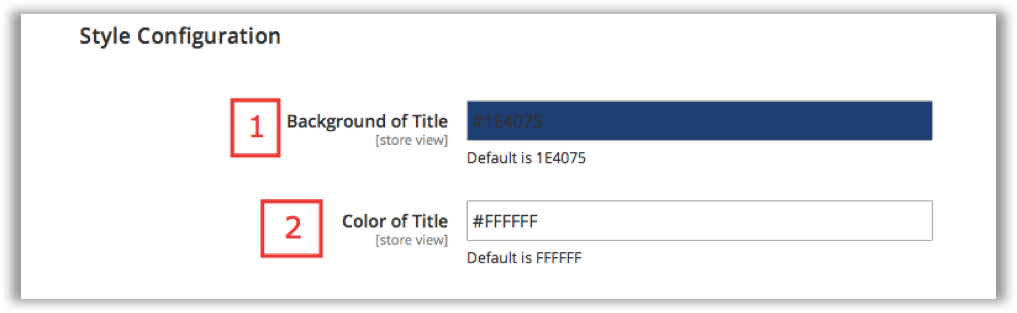 Style Configuration
1 Background of Title #1E4075
[store view]
Default is 1E4075
2 Color of Title #FFFFFF
[store view]
Default is FFFFFF